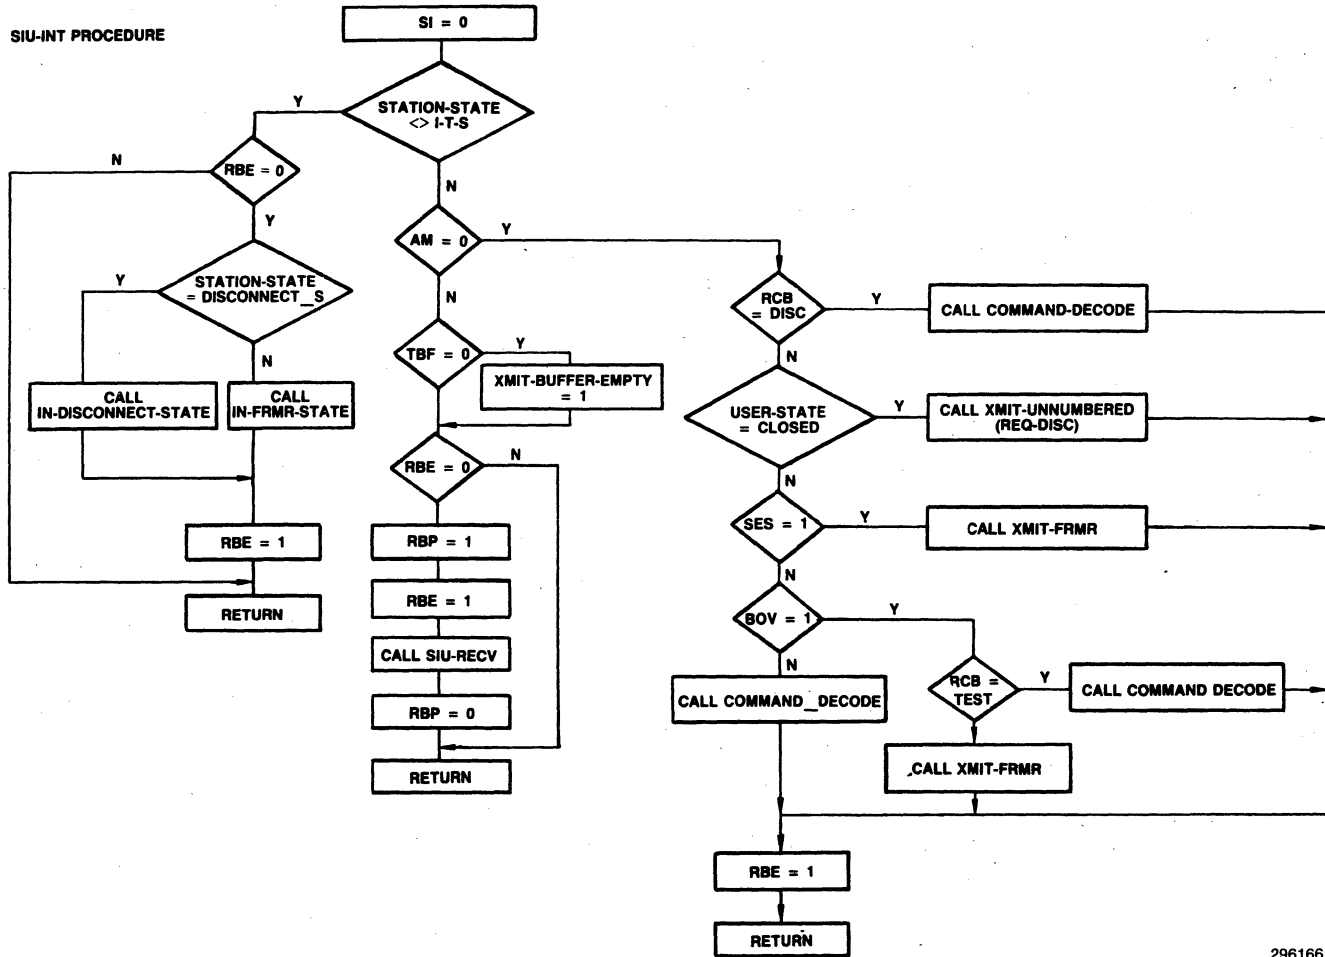 SIU-INT PROCEDURE
SI = 0
STATION-STATE
<> I-T-S
Y
N
RBE = 0
N
Y
STATION-STATE
= DISCONNECT_S
Y
N
CALL
IN-DISCONNECT-STATE
CALL
IN-FRMR-STATE
RBE = 1
RETURN
AM = 0
Y
N
TBF = 0
Y
XMIT-BUFFER-EMPTY
= 1
RBE = 0
N
RBP = 1
RBE = 1
CALL SIU-RECV
RBP = 0
RETURN
RCB
= DISC
Y
CALL COMMAND-DECODE
N
USER-STATE
= CLOSED
Y
CALL XMIT-UNNUMBERED
(REQ-DISC)
N
SES = 1
Y
CALL XMIT-FRMR
N
BOV = 1
Y
N
CALL COMMAND_DECODE
RCB =
TEST
Y
CALL COMMAND DECODE
CALL XMIT-FRMR
RBE = 1
RETURN
296166